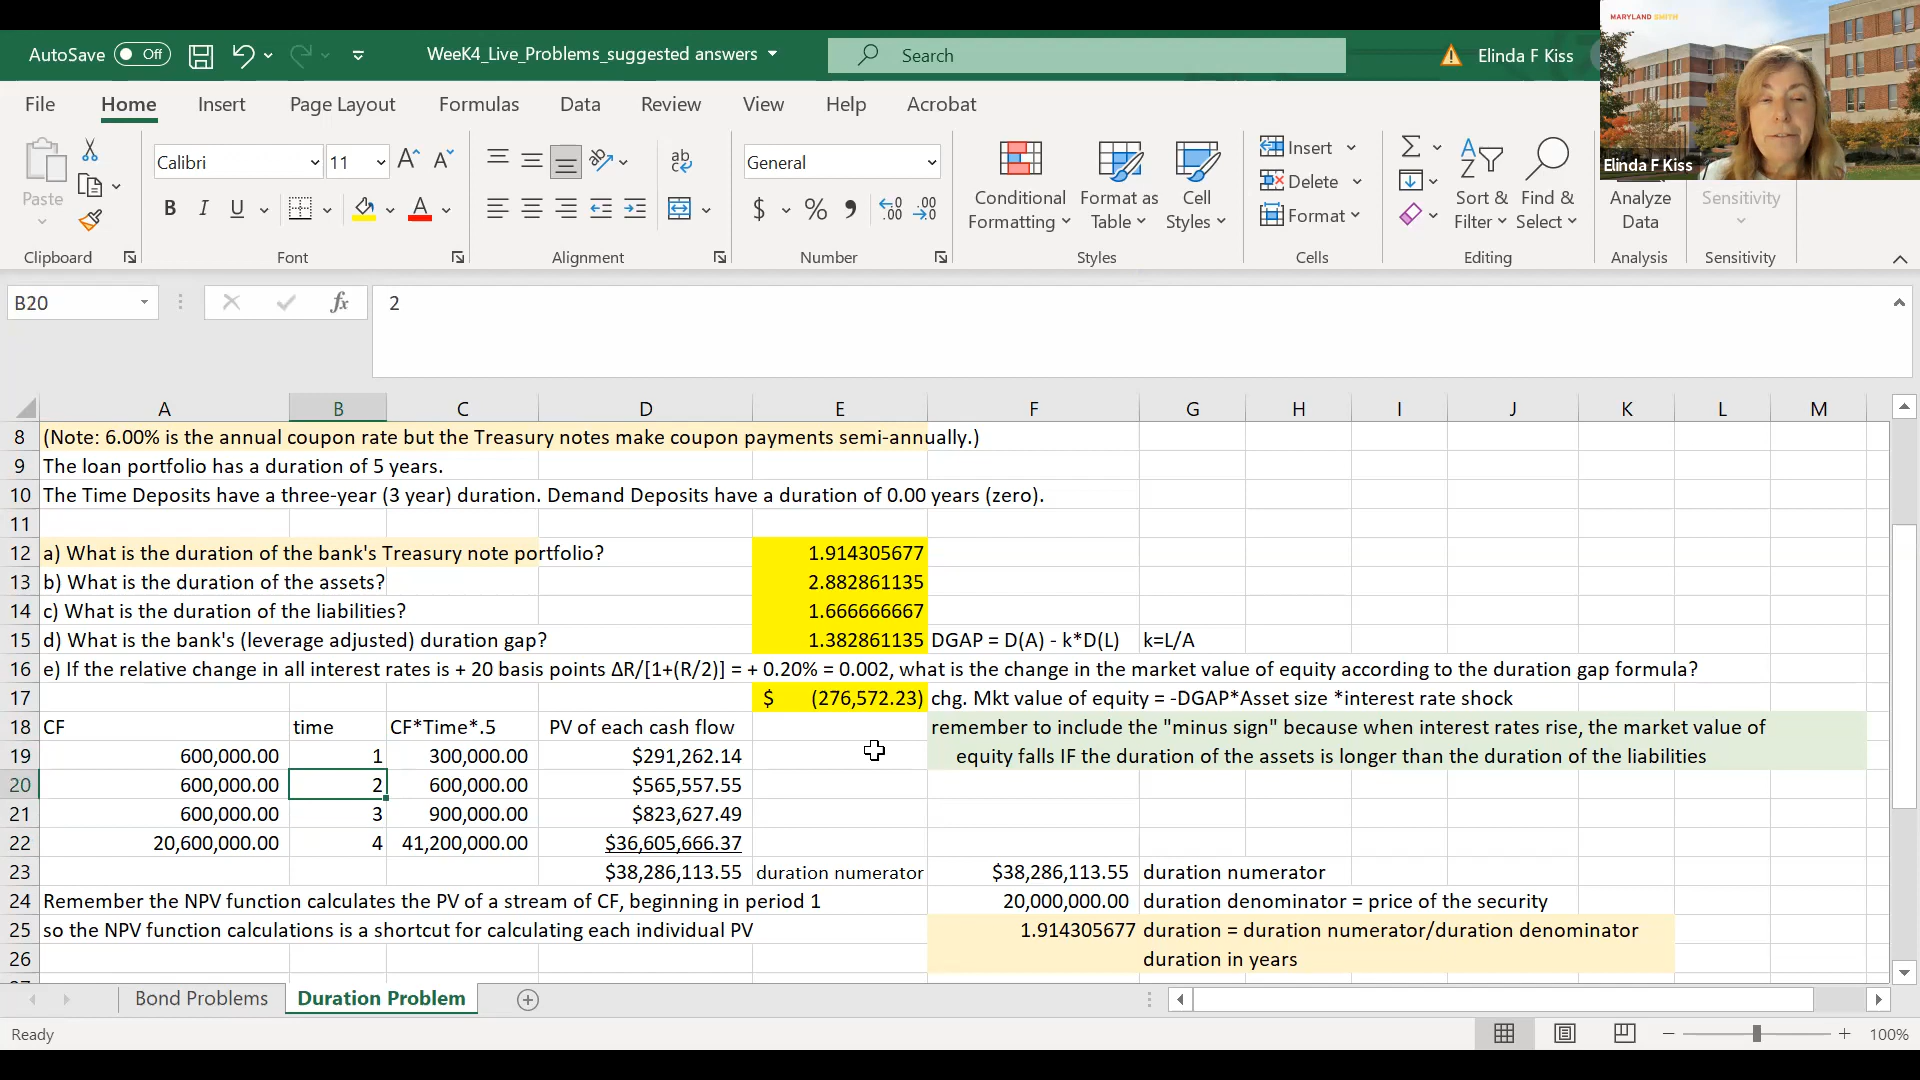 MARYLAND SMITH
AutoSave Off WeeK4_Live_Problems_suggested answers Search Elinda F Kiss
Elinda F Kiss
File Home Insert Page Layout Formulas Data Review View Help Acrobat
Paste Calibri 11 General Conditional Formatting Format as Table Cell Styles Insert Delete Format Sort & Filter Find & Select Analyze Data Sensitivity
Clipboard Font Alignment Number Styles Cells Editing Analysis Sensitivity
B20 fx 2
A B C D E F G H I J K L M
8 (Note: 6.00% is the annual coupon rate but the Treasury notes make coupon payments semi-annually.)
9 The loan portfolio has a duration of 5 years.
10 The Time Deposits have a three-year (3 year) duration. Demand Deposits have a duration of 0.00 years (zero).
11
12 a) What is the duration of the bank's Treasury note portfolio? 1.914305677
13 b) What is the duration of the assets? 2.882861135
14 c) What is the duration of the liabilities? 1.666666667
15 d) What is the bank's (leverage adjusted) duration gap? 1.382861135 DGAP = D(A) - k*D(L) k=L/A
16 e) If the relative change in all interest rates is + 20 basis points ΔR/[1+(R/2)] = + 0.20% = 0.002, what is the change in the market value of equity according to the duration gap formula?
17 $ (276,572.23) chg. Mkt value of equity = -DGAP*Asset size *interest rate shock
18 CF time CF*Time*.5 PV of each cash flow remember to include the "minus sign" because when interest rates rise, the market value of
19 600,000.00 1 300,000.00 $291,262.14 equity falls IF the duration of the assets is longer than the duration of the liabilities
20 600,000.00 2 600,000.00 $565,557.55
21 600,000.00 3 900,000.00 $823,627.49
22 20,600,000.00 4 41,200,000.00 $36,605,666.37
23 $38,286,113.55 duration numerator $38,286,113.55 duration numerator
24 Remember the NPV function calculates the PV of a stream of CF, beginning in period 1 20,000,000.00 duration denominator = price of the security
25 so the NPV function calculations is a shortcut for calculating each individual PV 1.914305677 duration = duration numerator/duration denominator
26 duration in years
Bond Problems Duration Problem
Ready 100%